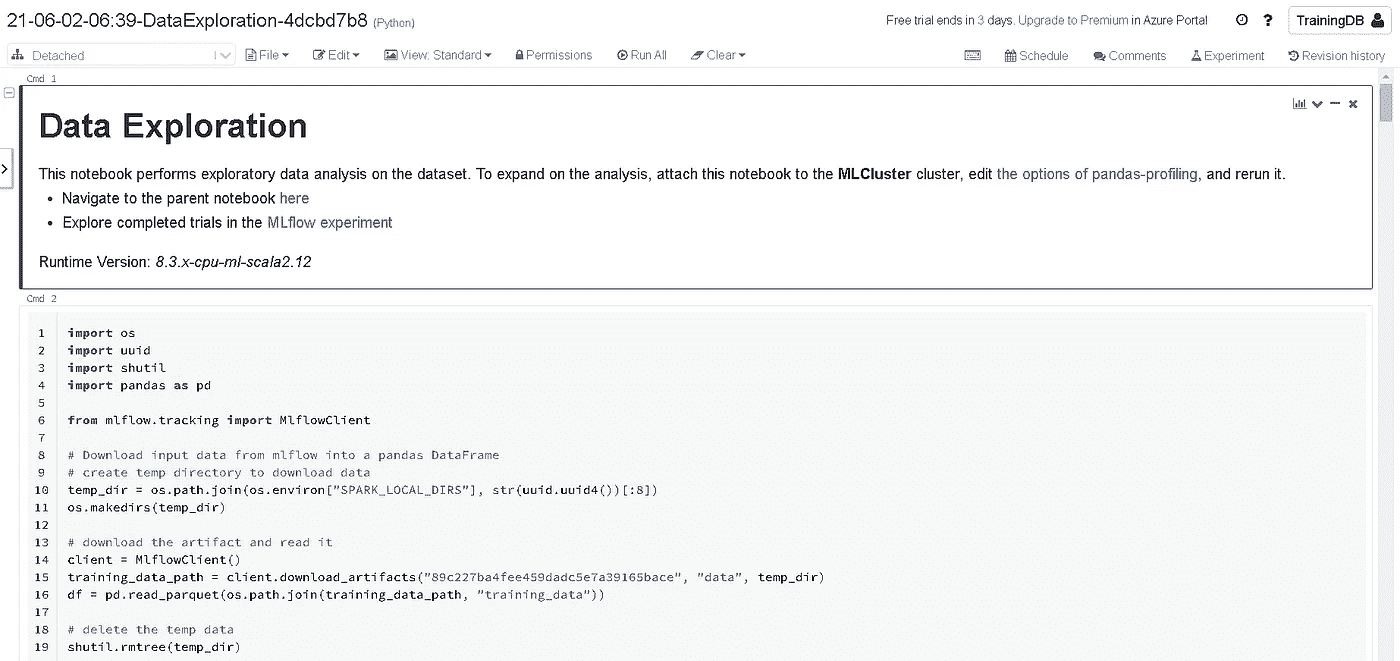 21-06-02-06:39-DataExploration-4dcbd7b8 (Python)
Free trial ends in 3 days. Upgrade to Premium in Azure Portal
TrainingDB
Detached
File
Edit
View: Standard
Permissions
Run All
Clear
Schedule
Comments
Experiment
Revision history
Cmd 1
Data Exploration
This notebook performs exploratory data analysis on the dataset. To expand on the analysis, attach this notebook to the MLCluster cluster, edit the options of pandas-profiling, and rerun it.
• Navigate to the parent notebook here
• Explore completed trials in the MLflow experiment
Runtime Version: 8.3.x-cpu-ml-scala2.12
Cmd 2
1 import os
2 import uuid
3 import shutil
4 import pandas as pd
5
6 from mlflow.tracking import MlflowClient
7
8 # Download input data from mlflow into a pandas DataFrame
9 # create temp directory to download data
10 temp_dir = os.path.join(os.environ["SPARK_LOCAL_DIRS"], str(uuid.uuid4())[:8])
11 os.makedirs(temp_dir)
12
13 # download the artifact and read it
14 client = MlflowClient()
15 training_data_path = client.download_artifacts("89c227ba4fee459dadc5e7a39165bace", "data", temp_dir)
16 df = pd.read_parquet(os.path.join(training_data_path, "training_data"))
17
18 # delete the temp data
19 shutil.rmtree(temp_dir)